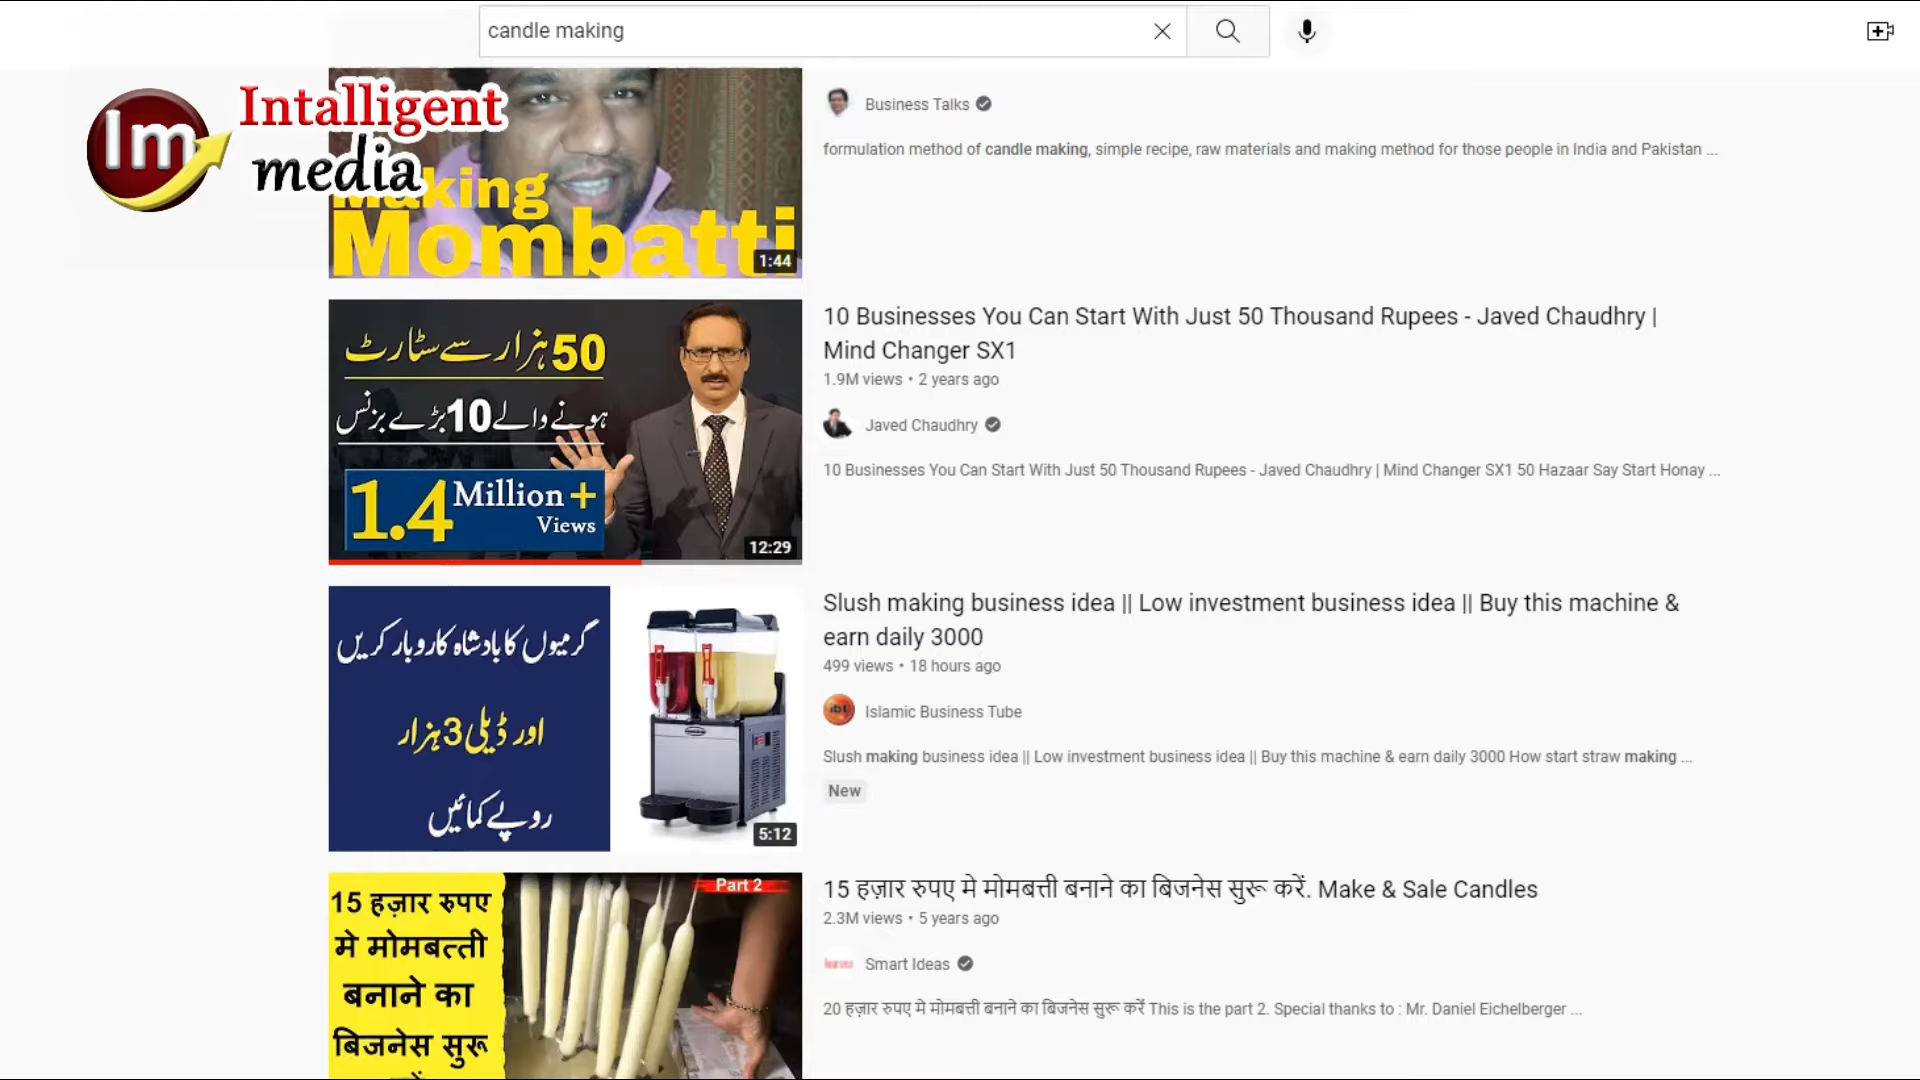 candle making
Im
Intalligent
media
Making
Mombatti
1:44
Business Talks
formulation method of candle making, simple recipe, raw materials and making method for those people in India and Pakistan ...
50 ہزار سے سٹارٹ
ہونے والے 10 بڑے بزنس
1.4 Million +
Views
12:29
10 Businesses You Can Start With Just 50 Thousand Rupees - Javed Chaudhry |
Mind Changer SX1
1.9M views • 2 years ago
Javed Chaudhry
10 Businesses You Can Start With Just 50 Thousand Rupees - Javed Chaudhry | Mind Changer SX1 50 Hazaar Say Start Honay ...
گرمیوں کا بادشاہ کاروبار کریں
اور ڈیلی 3 ہزار
روپے کمائیں
5:12
Slush making business idea || Low investment business idea || Buy this machine &
earn daily 3000
499 views • 18 hours ago
ibt
Islamic Business Tube
Slush making business idea || Low investment business idea || Buy this machine & earn daily 3000 How start straw making ...
New
15 हज़ार रुपए
मे मोमबत्ती
बनाने का
बिजनेस सुरू
Part 2
15 हज़ार रुपए मे मोमबत्ती बनाने का बिजनेस सुरू करें. Make & Sale Candles
2.3M views • 5 years ago
Smart Ideas
20 हज़ार रुपए मे मोमबत्ती बनाने का बिजनेस सुरू करें This is the part 2. Special thanks to : Mr. Daniel Eichelberger ...